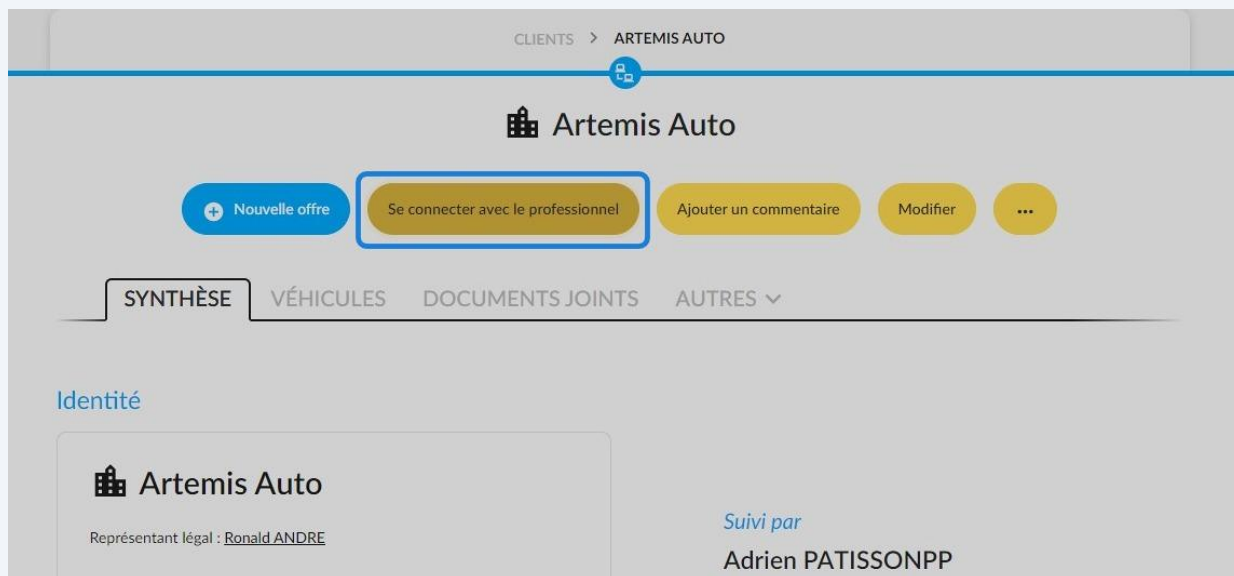 CLIENTS > ARTEMIS AUTO
Artemis Auto
Nouvelle offre
Se connecter avec le professionnel
Ajouter un commentaire
Modifier
...
SYNTHÈSE
VÉHICULES
DOCUMENTS JOINTS
AUTRES
Identité
Artemis Auto
Représentant légal : Ronald ANDRE
Suivi par
Adrien PATISSONPP